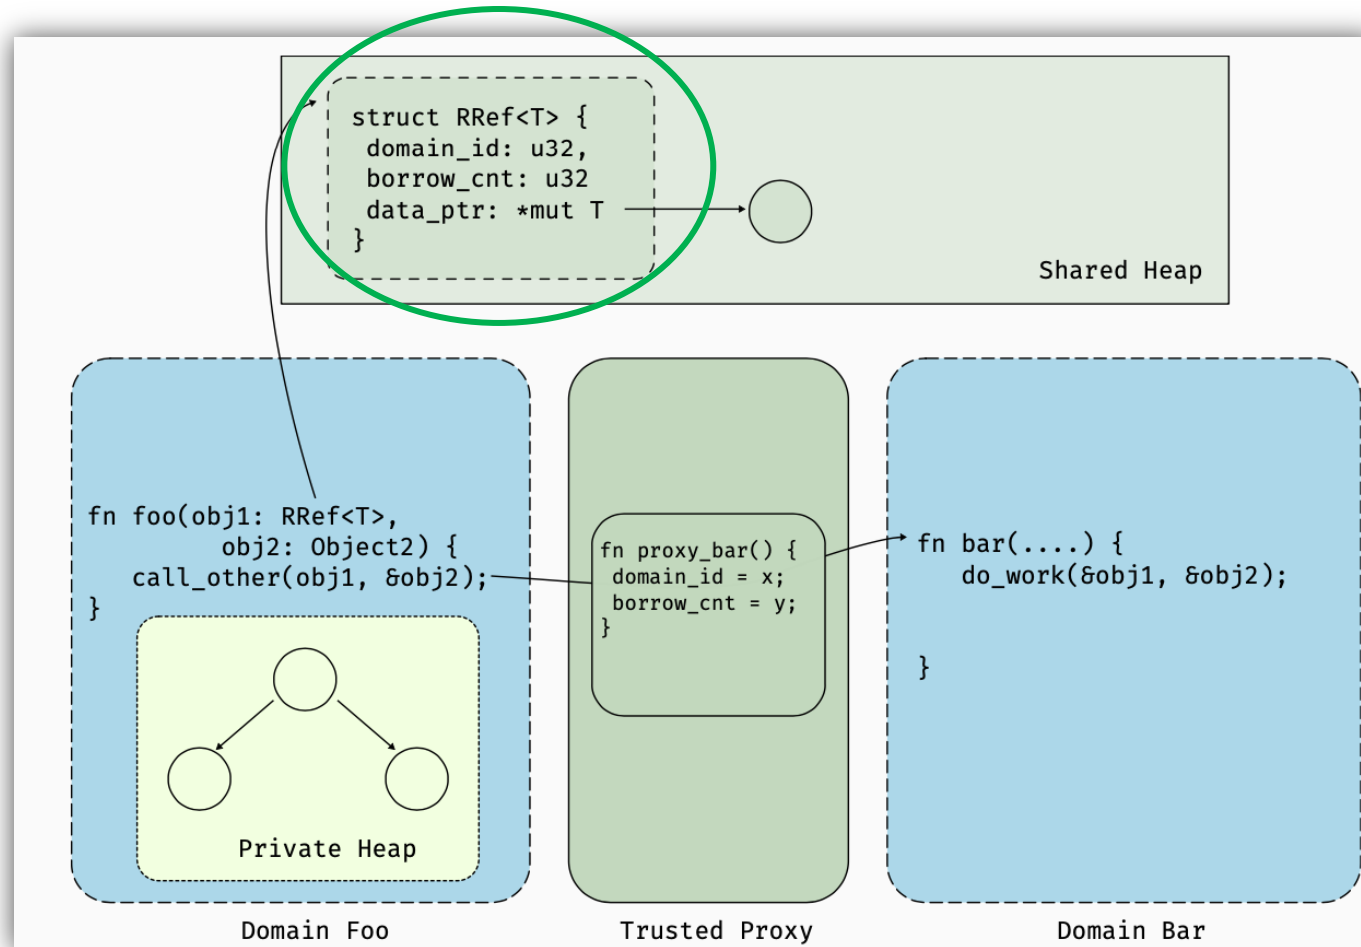 struct RRef<T> {
domain_id: u32,
borrow_cnt: u32
data_ptr: *mut T
}
Shared Heap
fn foo(obj1: RRef<T>,
obj2: Object2) {
call_other(obj1, &obj2);
}
Private Heap
Domain Foo
fn proxy_bar() {
domain_id = x;
borrow_cnt = y;
}
Trusted Proxy
fn bar(....) {
do_work(&obj1, &obj2);
}
Domain Bar